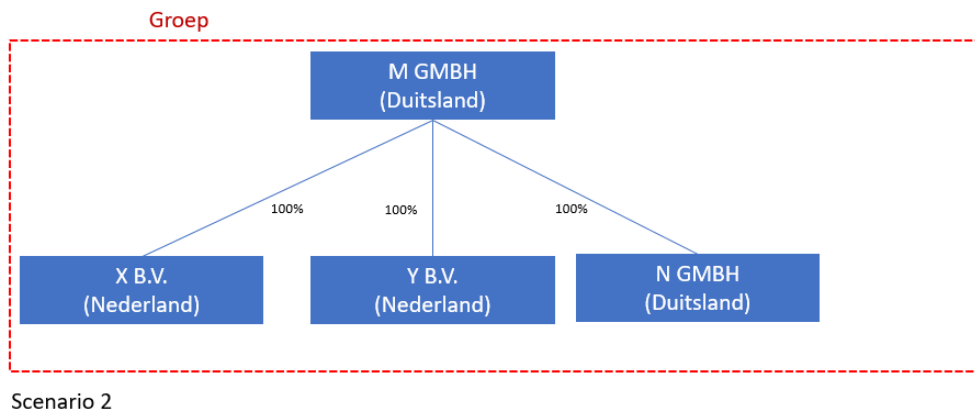 Groep
M GMBH
(Duitsland)
100%
100%
100%
X B.V.
(Nederland)
Y B.V.
(Nederland)
N GMBH
(Duitsland)
Scenario 2